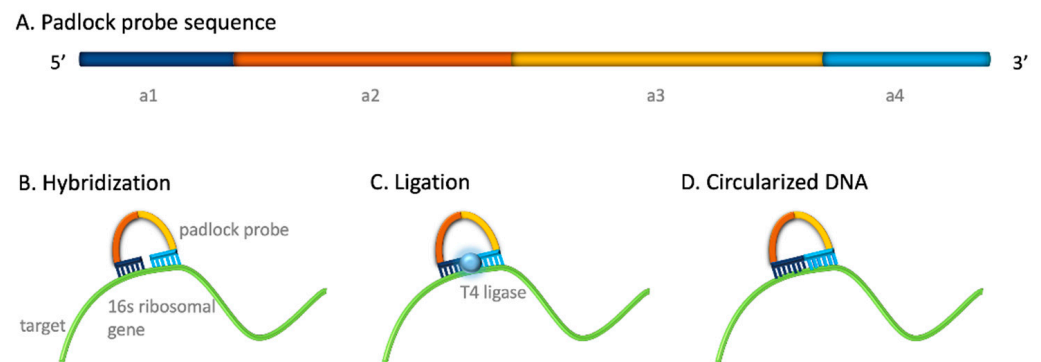 A. Padlock probe sequence
5’
3’
a1
a2
a3
a4
B. Hybridization
C. Ligation
D. Circularized DNA
padlock probe
T4 ligase
16s ribosomal
gene
target